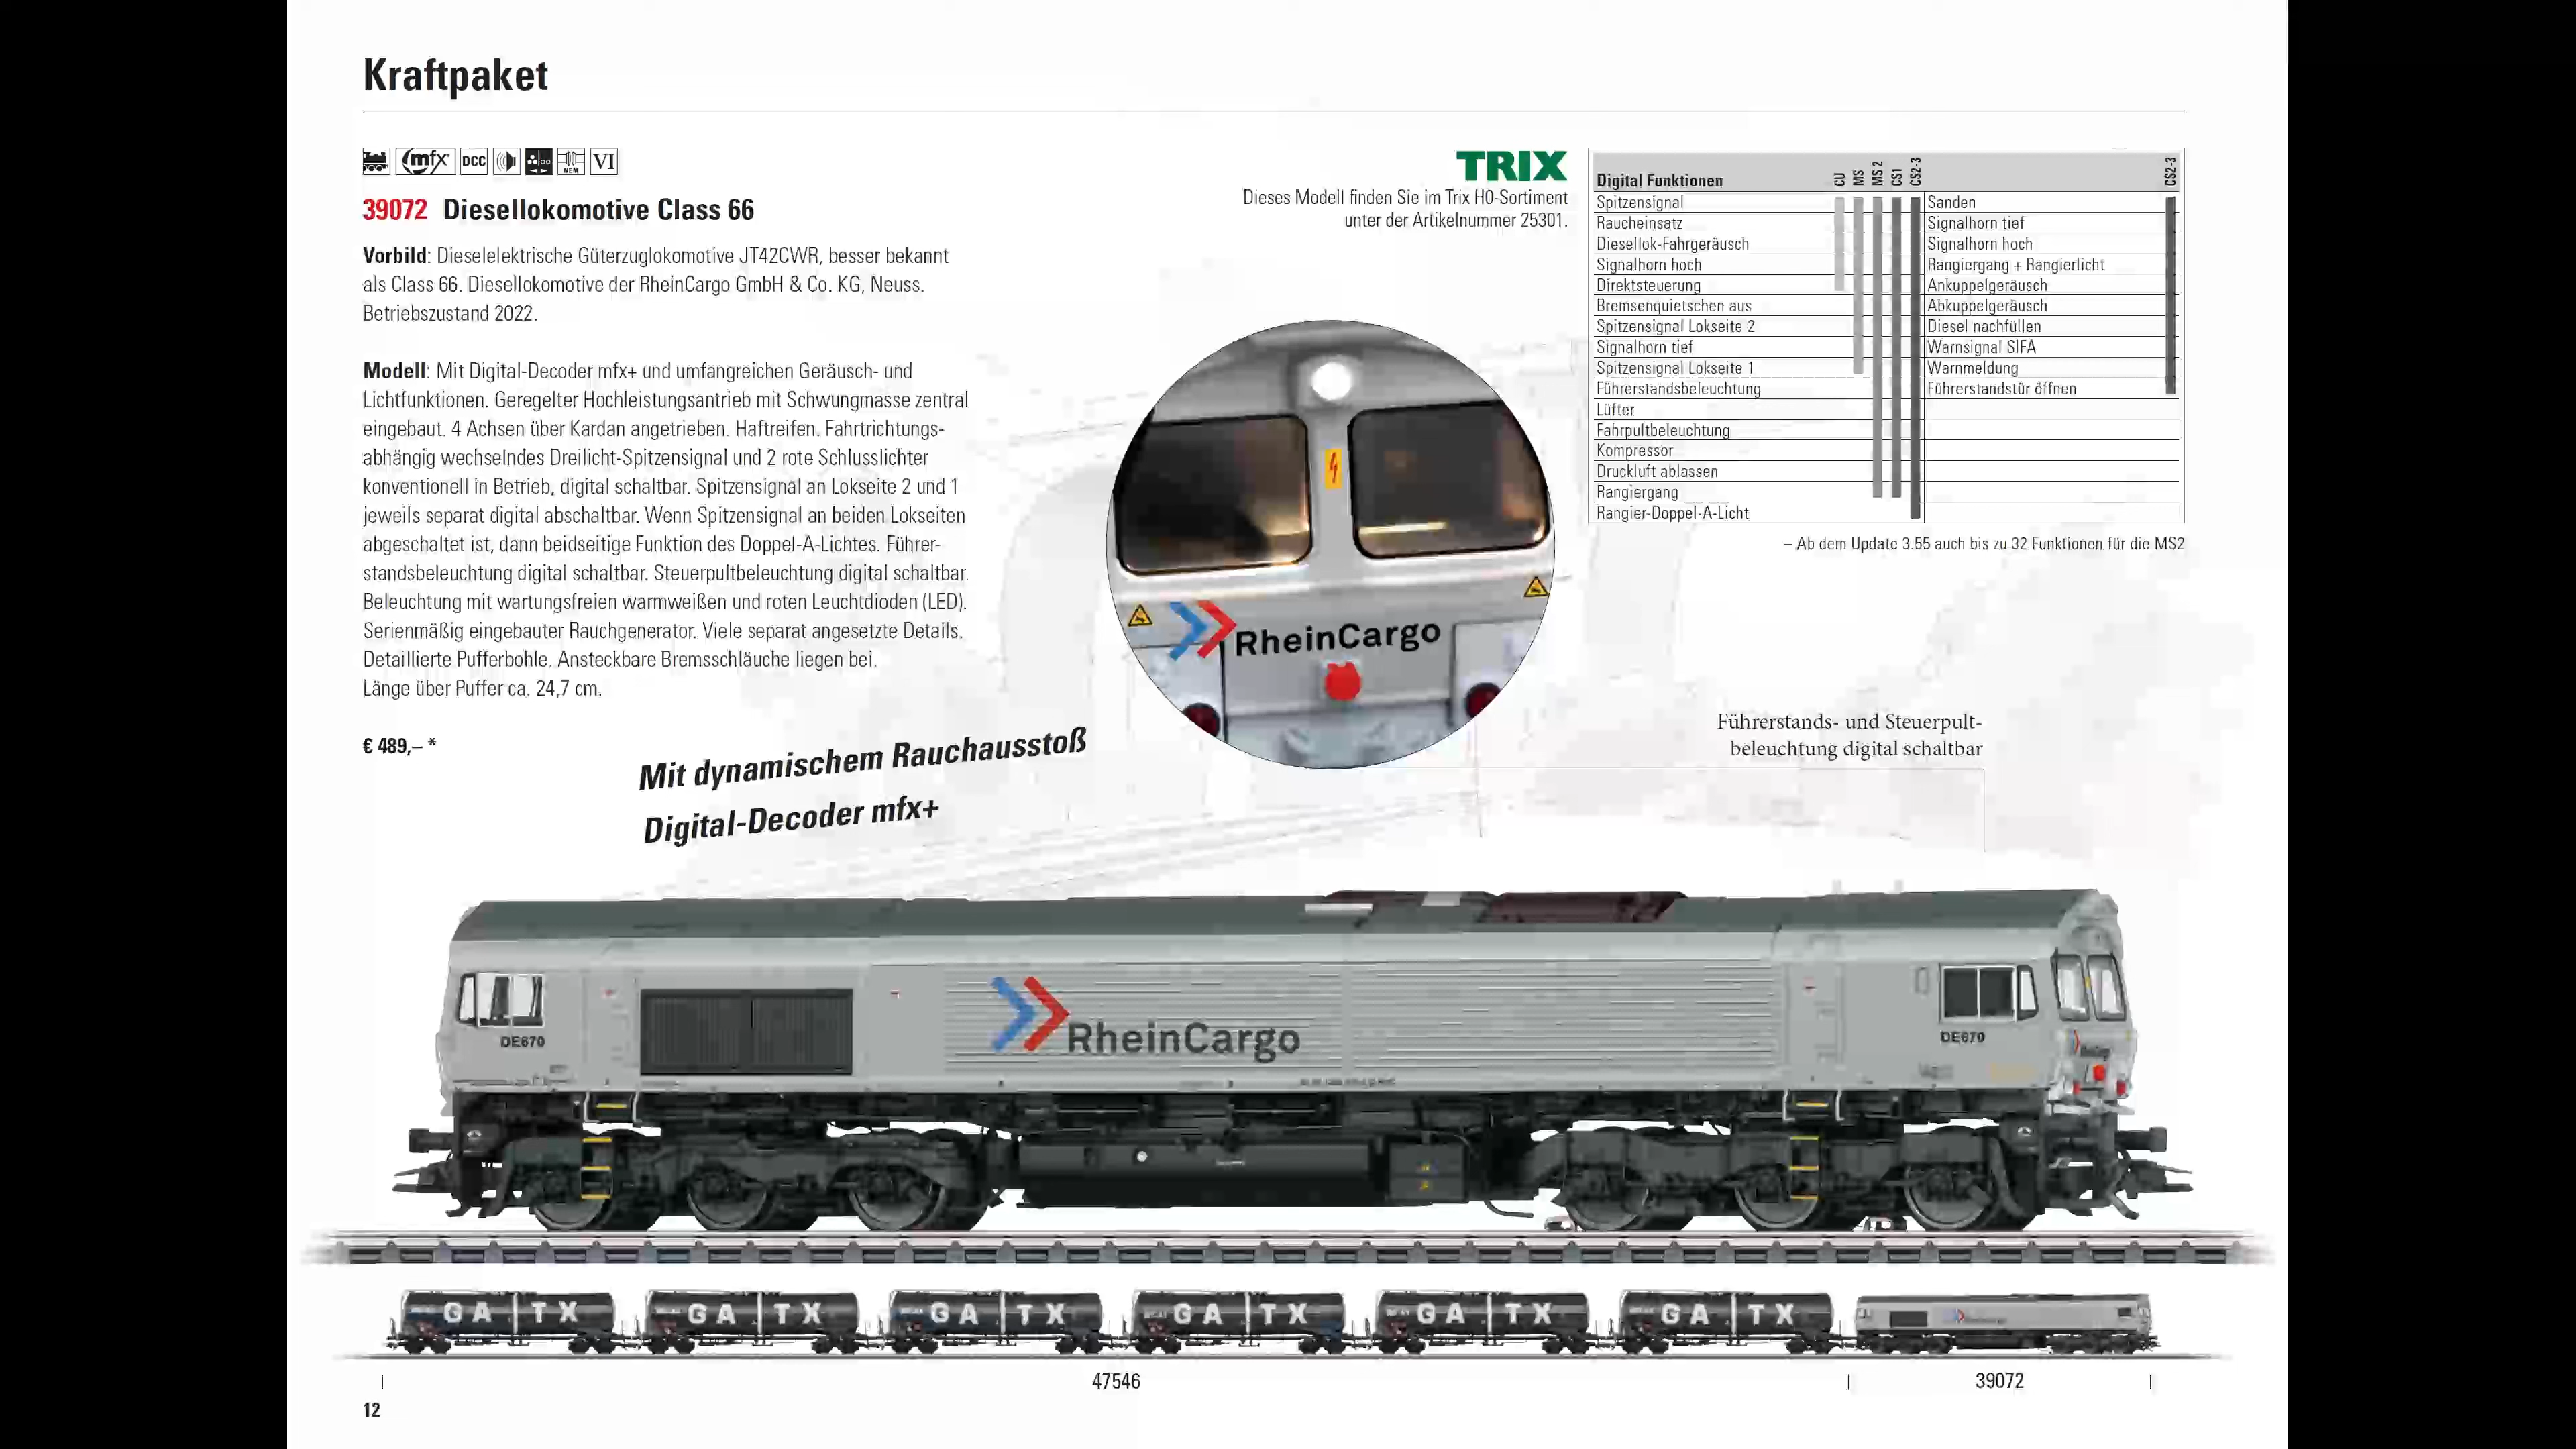 Kraftpaket
mfx DCC NEM VI
39072 Diesellokomotive Class 66
Vorbild: Dieselelektrische Güterzuglokomotive JT42CWR, besser bekannt
als Class 66. Diesellokomotive der RheinCargo GmbH & Co. KG, Neuss.
Betriebszustand 2022.
Modell: Mit Digital-Decoder mfx+ und umfangreichen Geräusch- und
Lichtfunktionen. Geregelter Hochleistungsantrieb mit Schwungmasse zentral
eingebaut. 4 Achsen über Kardan angetrieben. Haftreifen. Fahrtrichtungs-
abhängig wechselndes Dreilicht-Spitzensignal und 2 rote Schlusslichter
konventionell in Betrieb, digital schaltbar. Spitzensignal an Lokseite 2 und 1
jeweils separat digital abschaltbar. Wenn Spitzensignal an beiden Lokseiten
abgeschaltet ist, dann beidseitige Funktion des Doppel-A-Lichtes. Führer-
standsbeleuchtung digital schaltbar. Steuerpultbeleuchtung digital schaltbar.
Beleuchtung mit wartungsfreien warmweißen und roten Leuchtdioden (LED).
Serienmäßig eingebauter Rauchgenerator. Viele separat angesetzte Details.
Detaillierte Pufferbohle. Ansteckbare Bremsschläuche liegen bei.
Länge über Puffer ca. 24,7 cm.
€ 489,– *
Mit dynamischem Rauchausstoß
Digital-Decoder mfx+
TRIX
Dieses Modell finden Sie im Trix H0-Sortiment
unter der Artikelnummer 25301.
RheinCargo
Digital Funktionen CU MS MS 2 CS1 CS2-3
Spitzensignal
Raucheinsatz
Diesellok-Fahrgeräusch
Signalhorn hoch
Direktsteuerung
Bremsenquietschen aus
Spitzensignal Lokseite 2
Signalhorn tief
Spitzensignal Lokseite 1
Führerstandsbeleuchtung
Lüfter
Fahrpultbeleuchtung
Kompressor
Druckluft ablassen
Rangiergang
Rangier-Doppel-A-Licht
CS2-3
Sanden
Signalhorn tief
Signalhorn hoch
Rangiergang + Rangierlicht
Ankuppelgeräusch
Abkuppelgeräusch
Diesel nachfüllen
Warnsignal SIFA
Warnmeldung
Führerstandstür öffnen
– Ab dem Update 3.55 auch bis zu 32 Funktionen für die MS2
Führerstands- und Steuerpult-
beleuchtung digital schaltbar
DE670
RheinCargo
DE670
GATX GATX GATX GATX GATX GATX
47546 39072
12